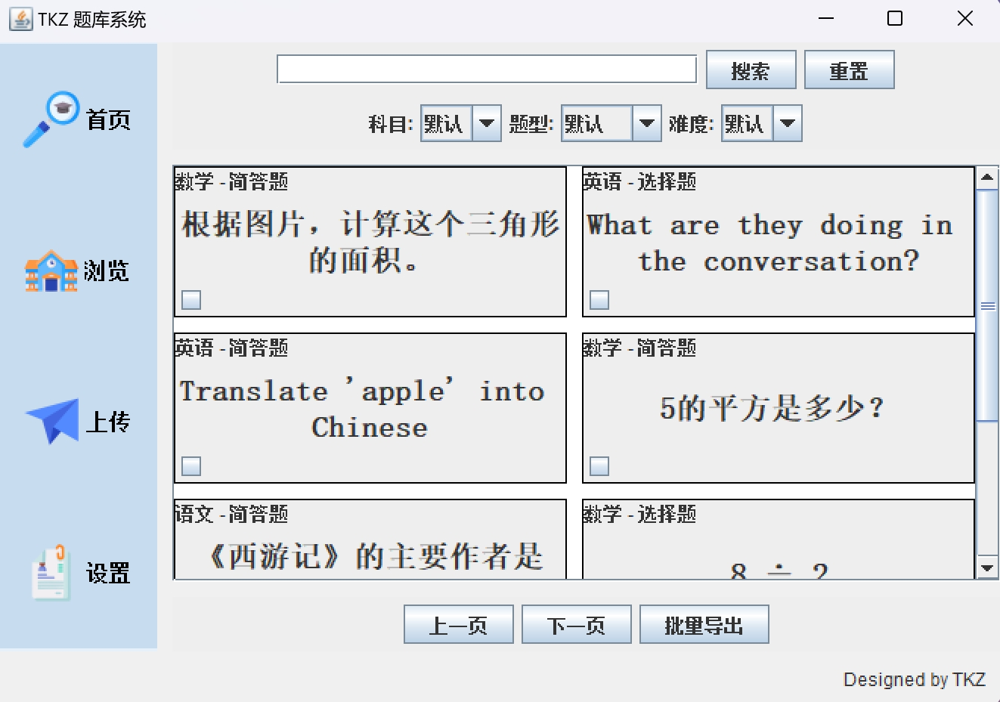 TKZ 题库系统
搜索
重置
科目:
默认
题型:
默认
难度:
默认
首页
浏览
上传
设置
数学 - 简答题
根据图片，计算这个三角形
的面积。
英语 - 选择题
What are they doing in
the conversation?
英语 - 简答题
Translate 'apple' into
Chinese
数学 - 简答题
5的平方是多少？
语文 - 简答题
《西游记》的主要作者是
数学 - 选择题
8 ÷ 2
上一页
下一页
批量导出
Designed by TKZ